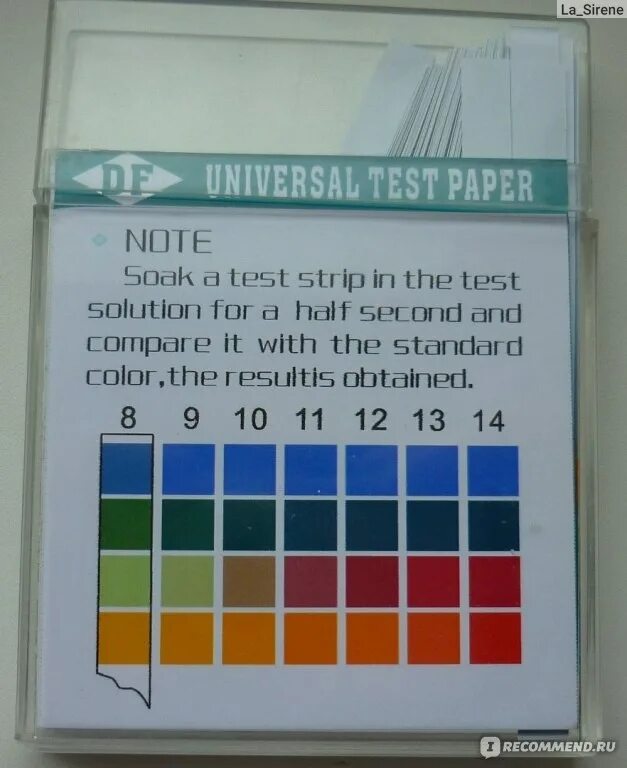 La_Sirene
DF UNIVERSAL TEST PAPER
NOTE
Soak a test strip in the test
solution for a half second and
compare it with the standard
color,the resultis obtained.
8 9 10 11 12 13 14
I RECOMMEND.RU